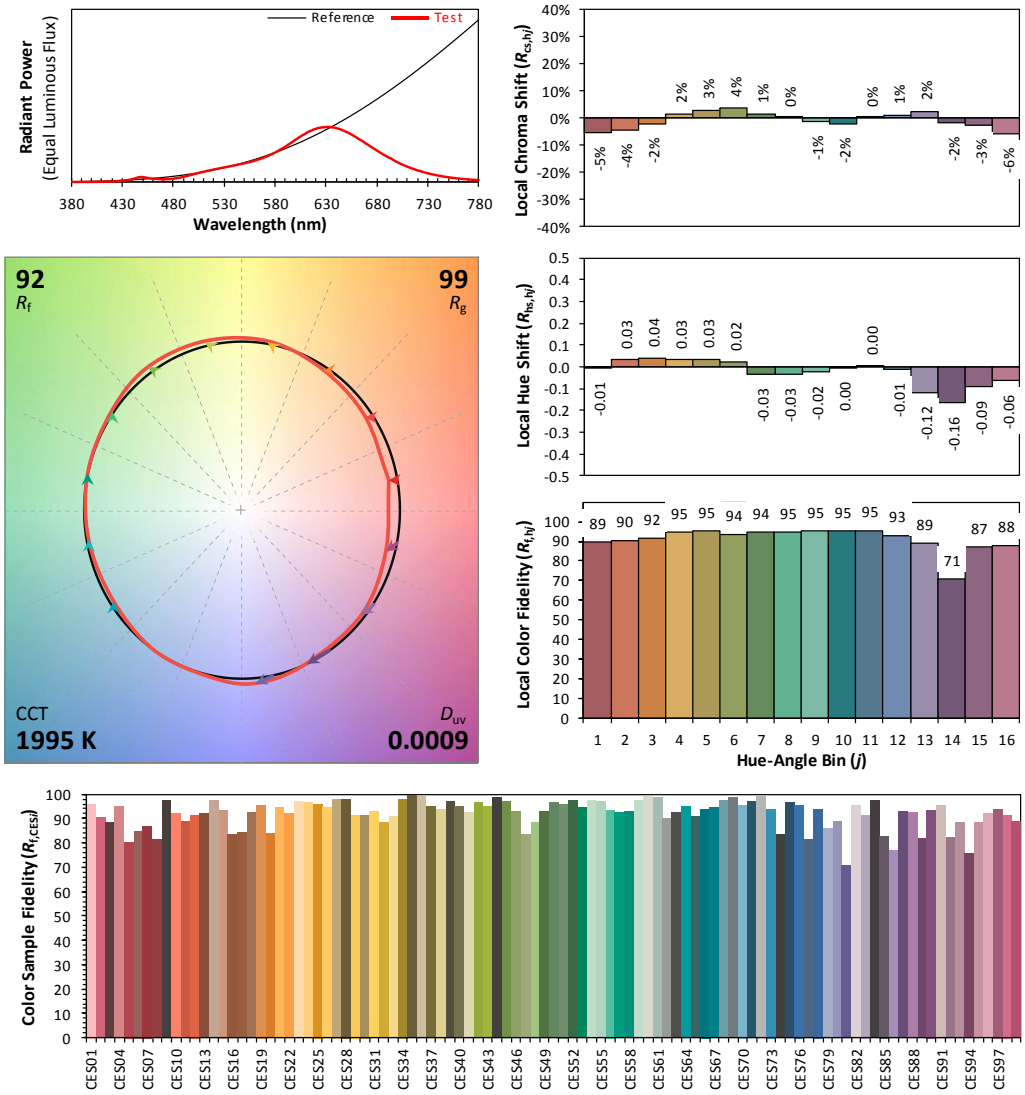 Radiant Power
(Equal Luminous Flux)
Reference Test
380 430 480 530 580 630 680 730 780
Wavelength (nm)
Local Chroma Shift (Rcs,hj)
40%
30%
20%
10%
0%
-10%
-20%
-30%
-40%
-5% -4% -2% 2% 3% 4% 1% 0% -1% -2% 0% 1% 2% -2% -3% -6%
92
Rf
99
Rg
CCT
1995 K
Duv
0.0009
Local Hue Shift (Rhs,hj)
0.5
0.4
0.3
0.2
0.1
0.0
-0.1
-0.2
-0.3
-0.4
-0.5
-0.01 0.03 0.04 0.03 0.03 0.02 -0.03 -0.03 -0.02 0.00 0.00 -0.01 -0.12 -0.16 -0.09 -0.06
Local Color Fidelity (Rf,hj)
100
90
80
70
60
50
40
30
20
10
0
89 90 92 95 95 94 94 95 95 95 95 93 89 71 87 88
1 2 3 4 5 6 7 8 9 10 11 12 13 14 15 16
Hue-Angle Bin (j)
Color Sample Fidelity (Rf,CESi)
100
90
80
70
60
50
40
30
20
10
0
CES01 CES04 CES07 CES10 CES13 CES16 CES19 CES22 CES25 CES28 CES31 CES34 CES37 CES40 CES43 CES46 CES49 CES52 CES55 CES58 CES61 CES64 CES67 CES70 CES73 CES76 CES79 CES82 CES85 CES88 CES91 CES94 CES97